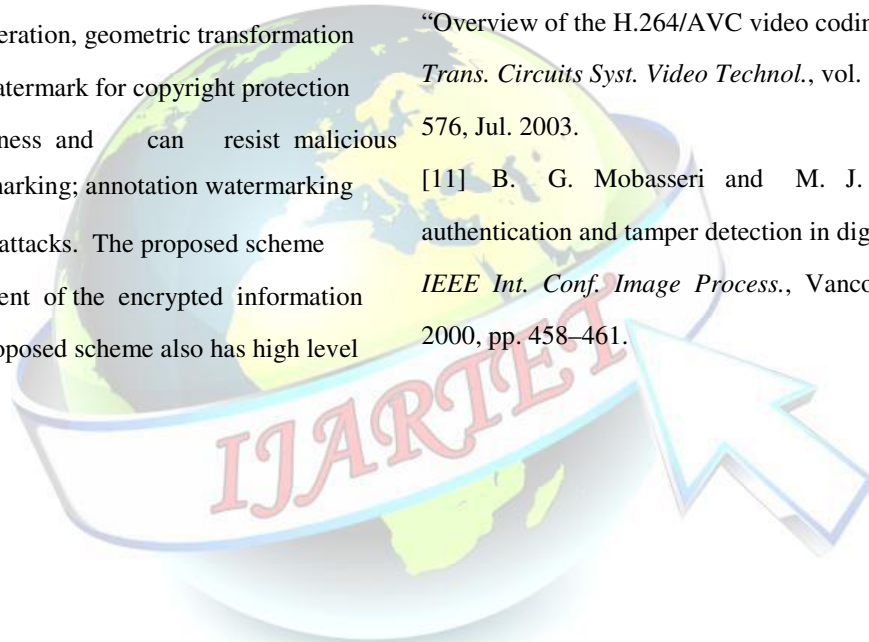 eration, geometric transformation
atermark for copyright protection
ness and can resist malicious
narking; annotation watermarking
attacks. The proposed scheme
ent of the encrypted information
oposed scheme also has high level
“Overview of the H.264/AVC video codin
Trans. Circuits Syst. Video Technol., vol.
576, Jul. 2003.
[11] B. G. Mobasseri and M. J.
authentication and tamper detection in dig
IEEE Int. Conf. Image Process., Vanco
2000, pp. 458–461.
IJARTET